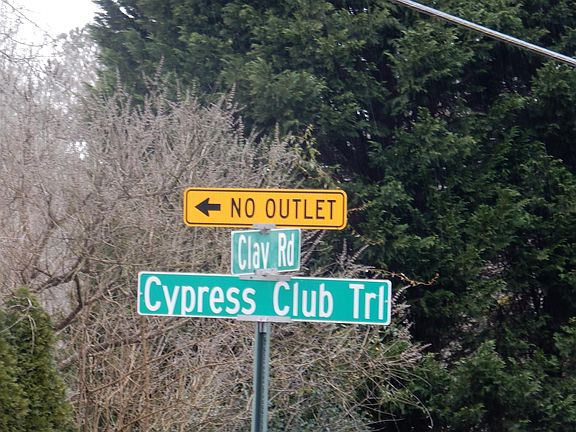 NO OUTLET
Clay Rd
Cypress Club Trl